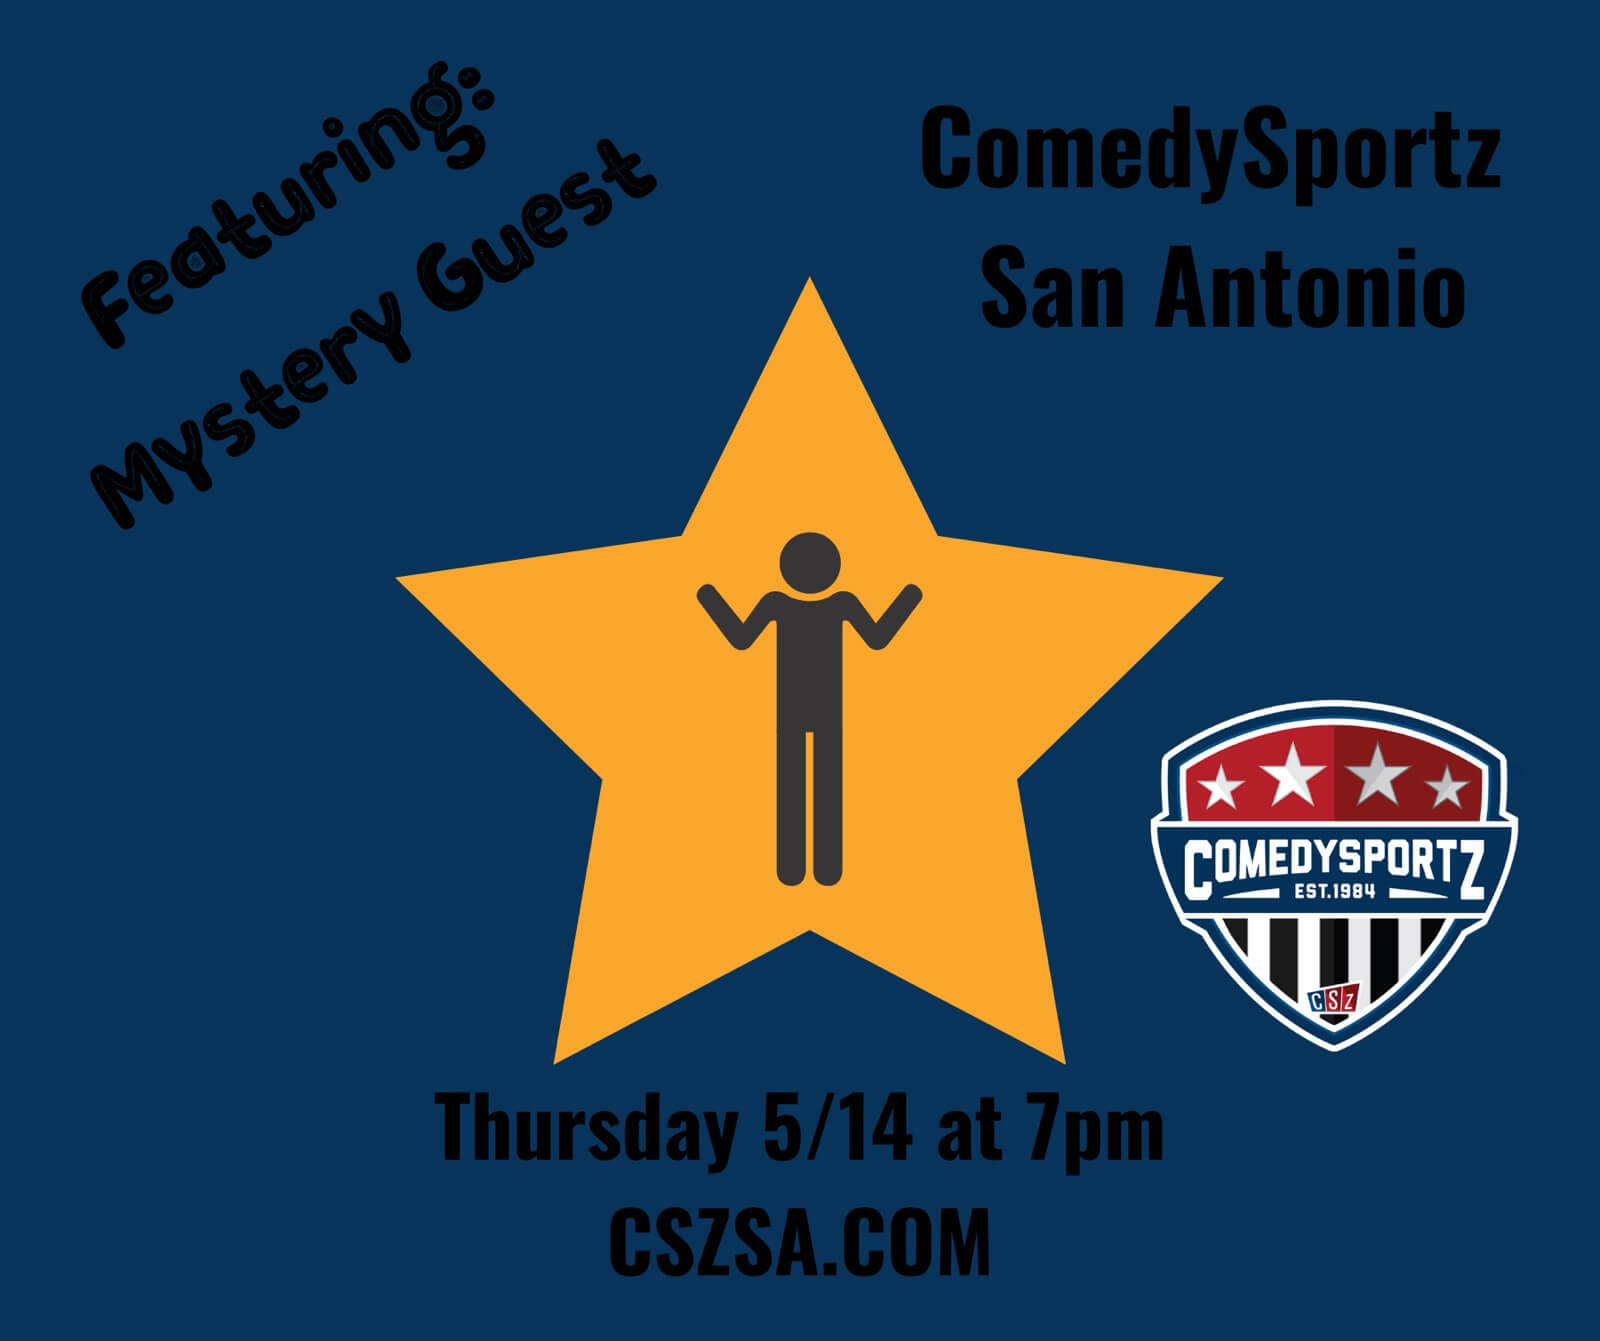 Featuring:
Mystery Guest
ComedySportz
San Antonio
COMEDYSPORTZ
EST.1984
CSZ
Thursday 5/14 at 7pm
CSZSA.COM